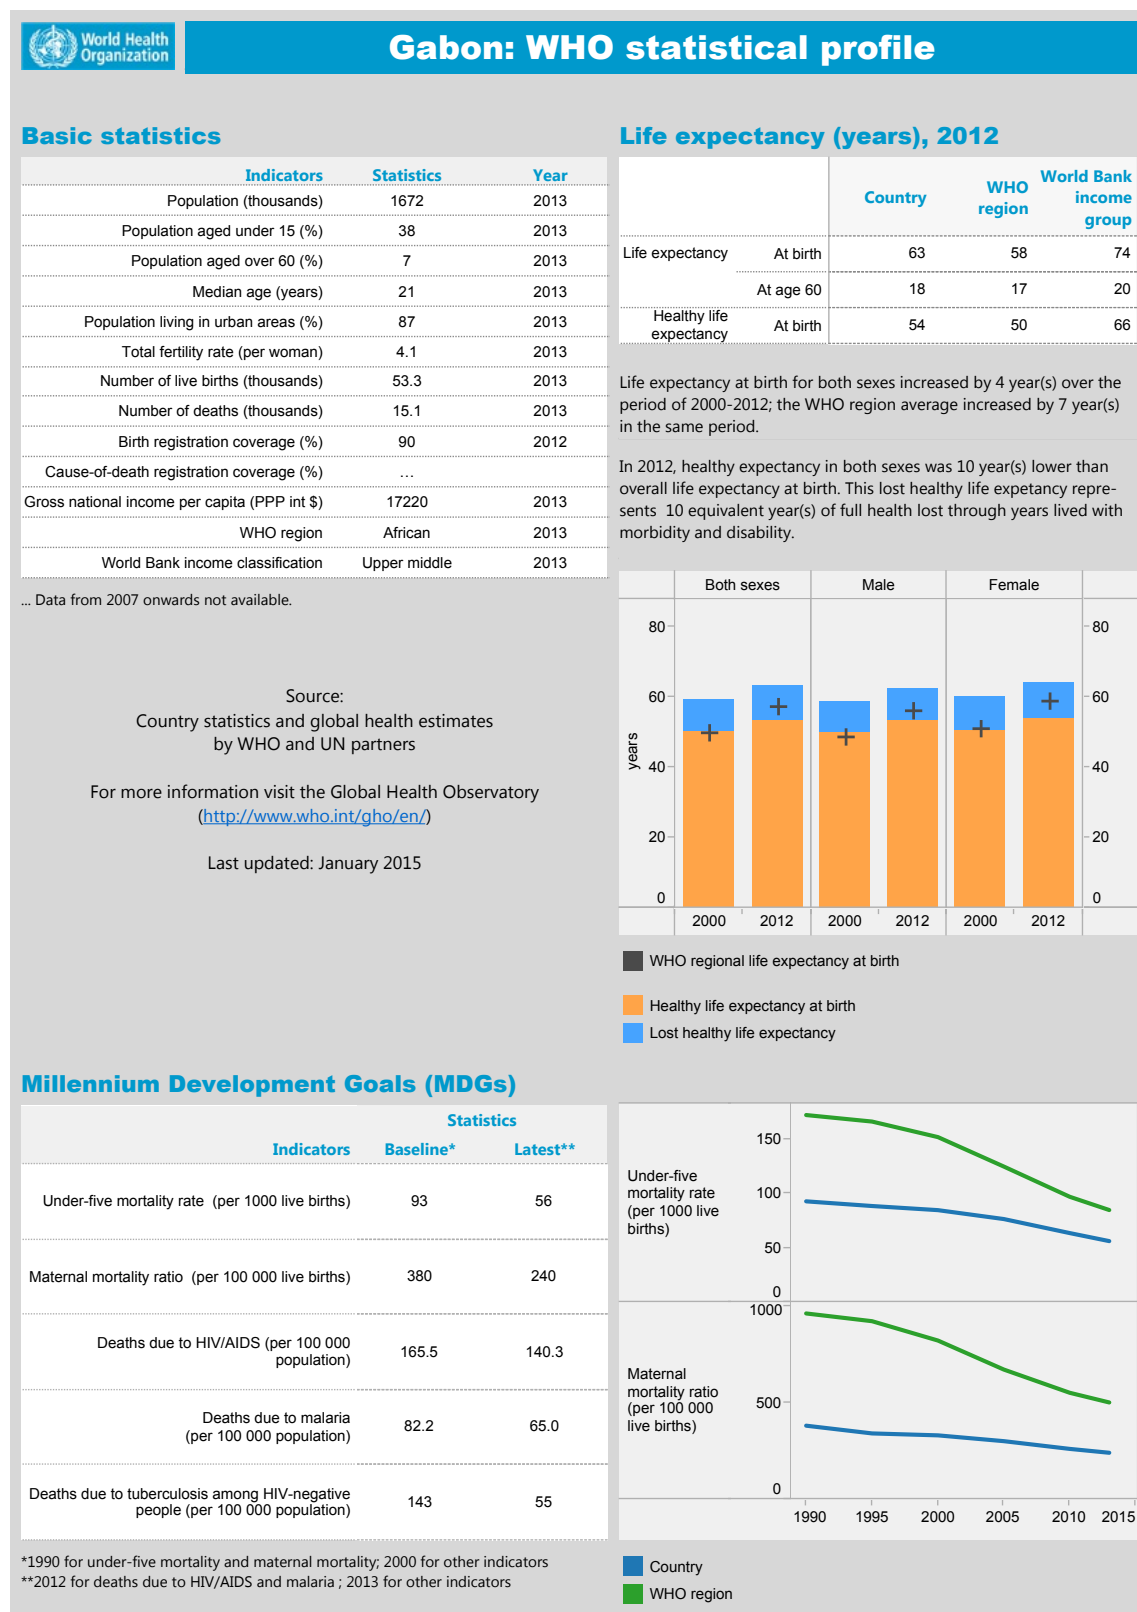 World Health
Organization
Gabon: WHO statistical profile
Basic statistics
Indicators Statistics Year
Population (thousands) 1672 2013
Population aged under 15 (%) 38 2013
Population aged over 60 (%) 7 2013
Median age (years) 21 2013
Population living in urban areas (%) 87 2013
Total fertility rate (per woman) 4.1 2013
Number of live births (thousands) 53.3 2013
Number of deaths (thousands) 15.1 2013
Birth registration coverage (%) 90 2012
Cause-of-death registration coverage (%) ...
Gross national income per capita (PPP int $) 17220 2013
WHO region African 2013
World Bank income classification Upper middle 2013
... Data from 2007 onwards not available.
Source:
Country statistics and global health estimates
by WHO and UN partners
For more information visit the Global Health Observatory
(http://www.who.int/gho/en/)
Last updated: January 2015
Life expectancy (years), 2012
Country WHO region World Bank income group
Life expectancy At birth 63 58 74
At age 60 18 17 20
Healthy life expectancy At birth 54 50 66
Life expectancy at birth for both sexes increased by 4 year(s) over the
period of 2000-2012; the WHO region average increased by 7 year(s)
in the same period.
In 2012, healthy expectancy in both sexes was 10 year(s) lower than
overall life expectancy at birth. This lost healthy life expetancy repre-
sents 10 equivalent year(s) of full health lost through years lived with
morbidity and disability.
Both sexes Male Female
80 80
60 60
years
40 40
20 20
0 0
2000 2012 2000 2012 2000 2012
WHO regional life expectancy at birth
Healthy life expectancy at birth
Lost healthy life expectancy
Millennium Development Goals (MDGs)
Statistics
Indicators Baseline* Latest**
Under-five mortality rate (per 1000 live births) 93 56
Maternal mortality ratio (per 100 000 live births) 380 240
Deaths due to HIV/AIDS (per 100 000
population) 165.5 140.3
Deaths due to malaria
(per 100 000 population) 82.2 65.0
Deaths due to tuberculosis among HIV-negative
people (per 100 000 population) 143 55
*1990 for under-five mortality and maternal mortality; 2000 for other indicators
**2012 for deaths due to HIV/AIDS and malaria ; 2013 for other indicators
Under-five
mortality rate
(per 1000 live
births)
150
100
50
0
Maternal
mortality ratio
(per 100 000
live births)
1000
500
0
1990 1995 2000 2005 2010 2015
Country
WHO region